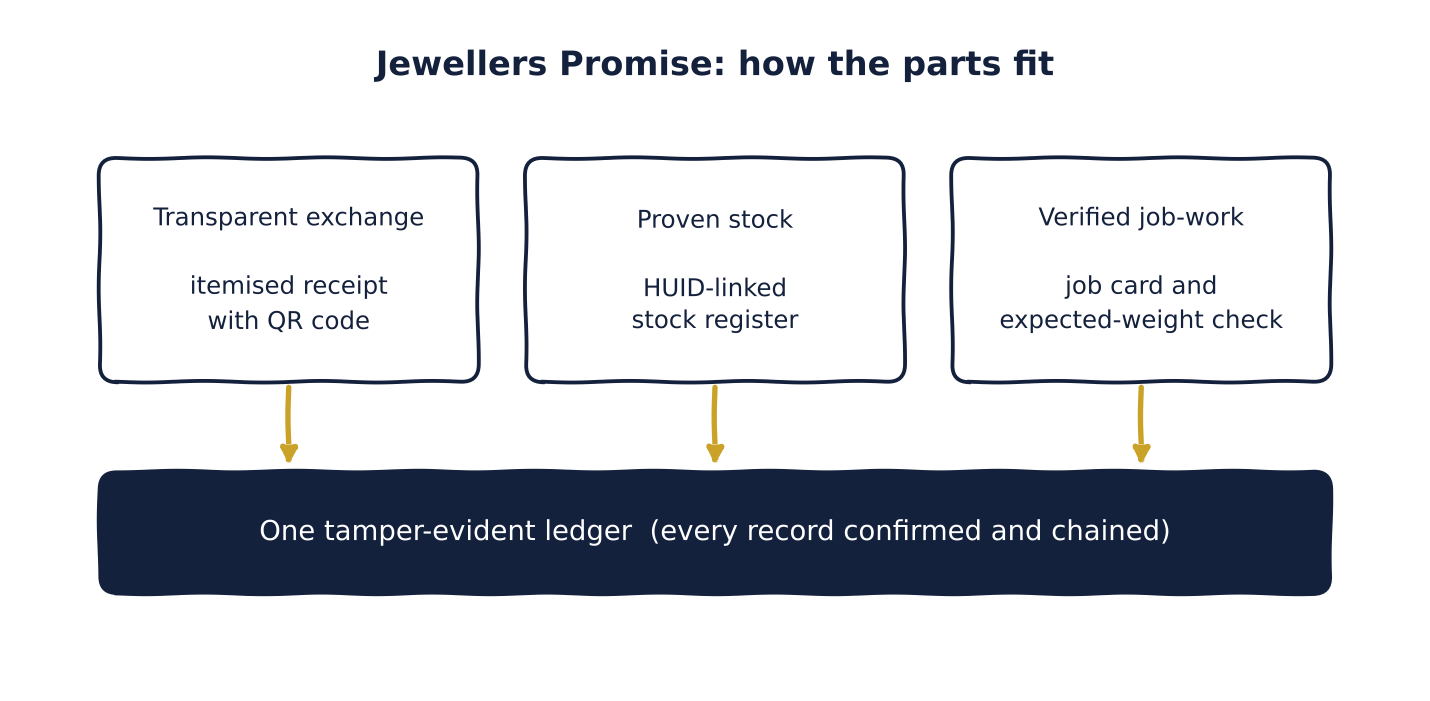 Jewellers Promise: how the parts fit
Transparent exchange
itemised receipt
with QR code
Proven stock
HUID-linked
stock register
Verified job-work
job card and
expected-weight check
One tamper-evident ledger  (every record confirmed and chained)